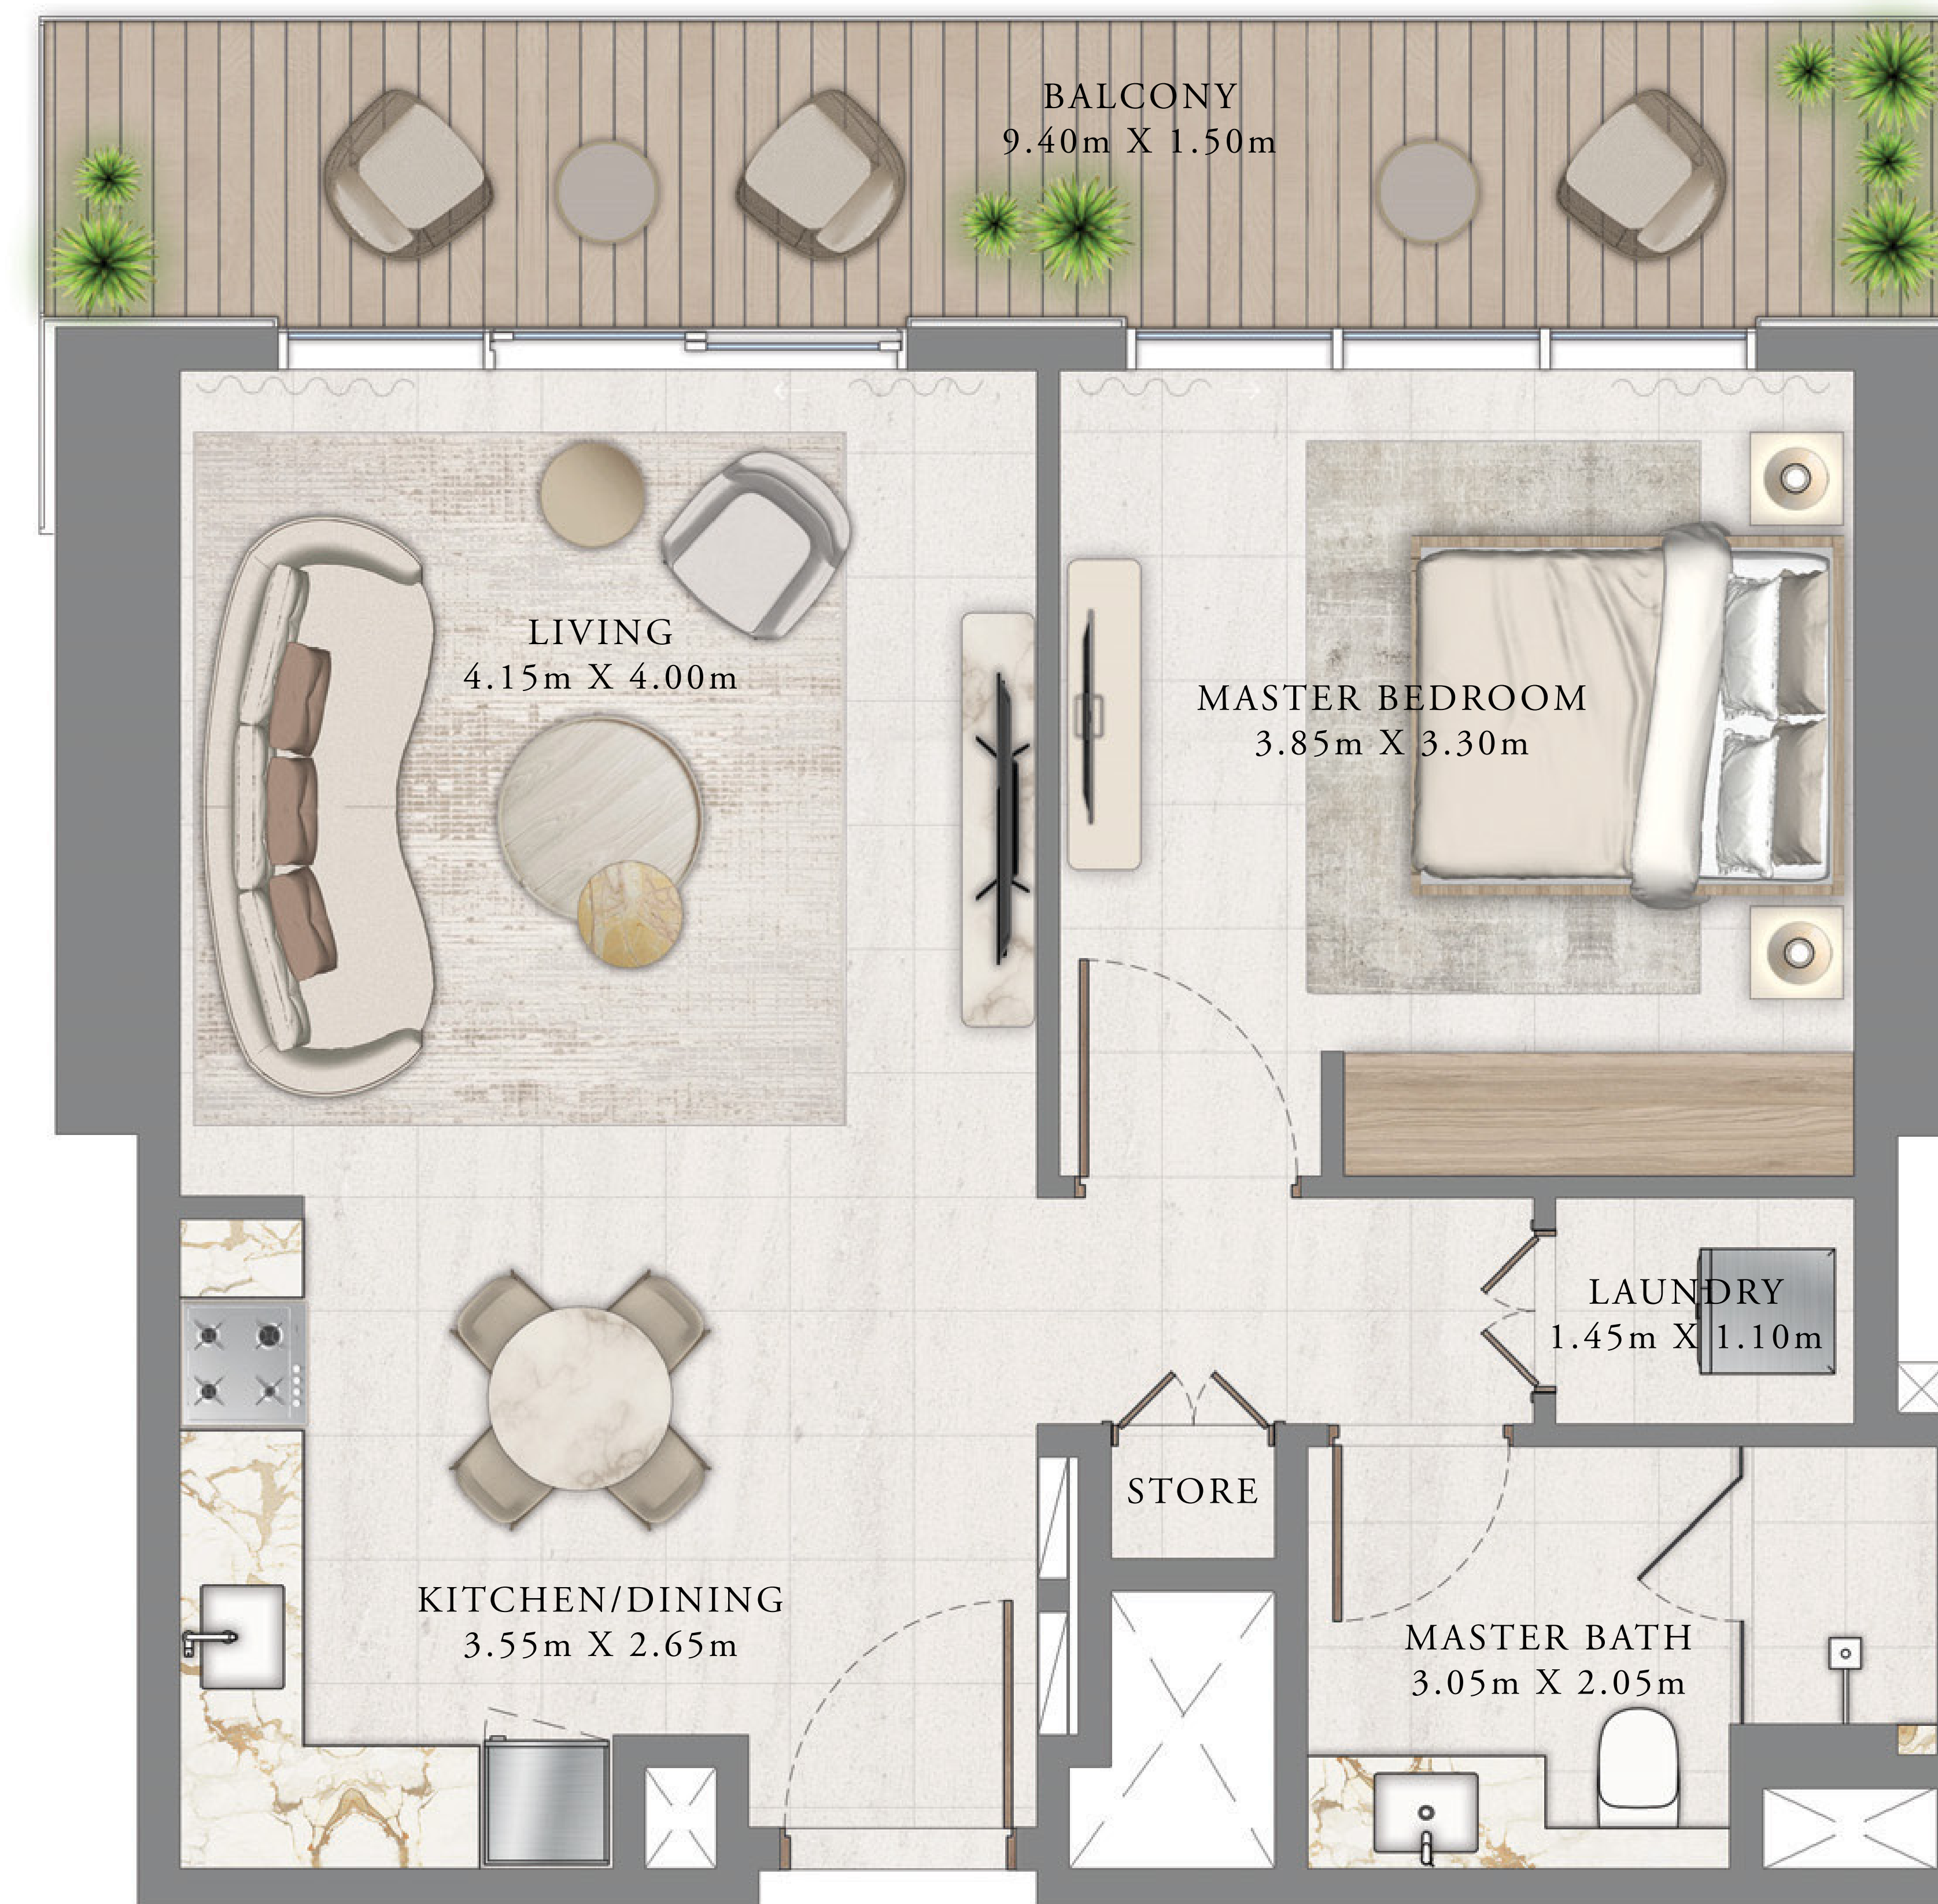 BALCONY
9.40m X 1.50m
LIVING
4.15m X 4.00m
MASTER BEDROOM
3.85m X 3.30m
LAUNDRY
1.45m X 1.10m
STORE
KITCHEN/DINING
3.55m X 2.65m
MASTER BATH
3.05m X 2.05m